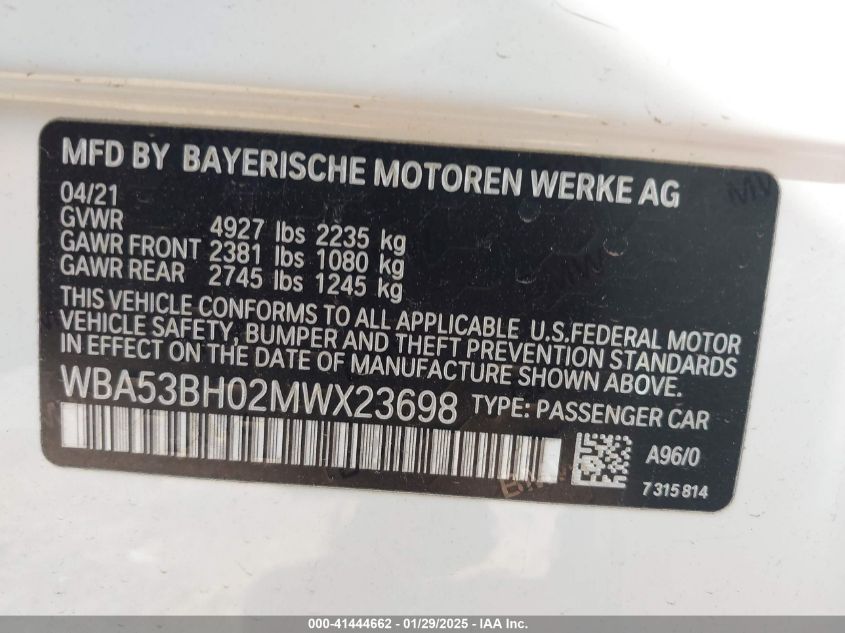 MFD BY BAYERISCHE MOTOREN WERKE AG
04/21
GVWR 4927 lbs 2235 kg
GAWR FRONT 2381 lbs 1080 kg
GAWR REAR 2745 lbs 1245 kg
THIS VEHICLE CONFORMS TO ALL APPLICABLE U.S.FEDERAL MOTOR
VEHICLE SAFETY, BUMPER AND THEFT PREVENTION STANDARDS
IN EFFECT ON THE DATE OF MANUFACTURE SHOWN ABOVE.
WBA53BH02MWX23698 TYPE: PASSENGER CAR
A96/0
7315814
000-41444662 - 01/29/2025 - IAA Inc.